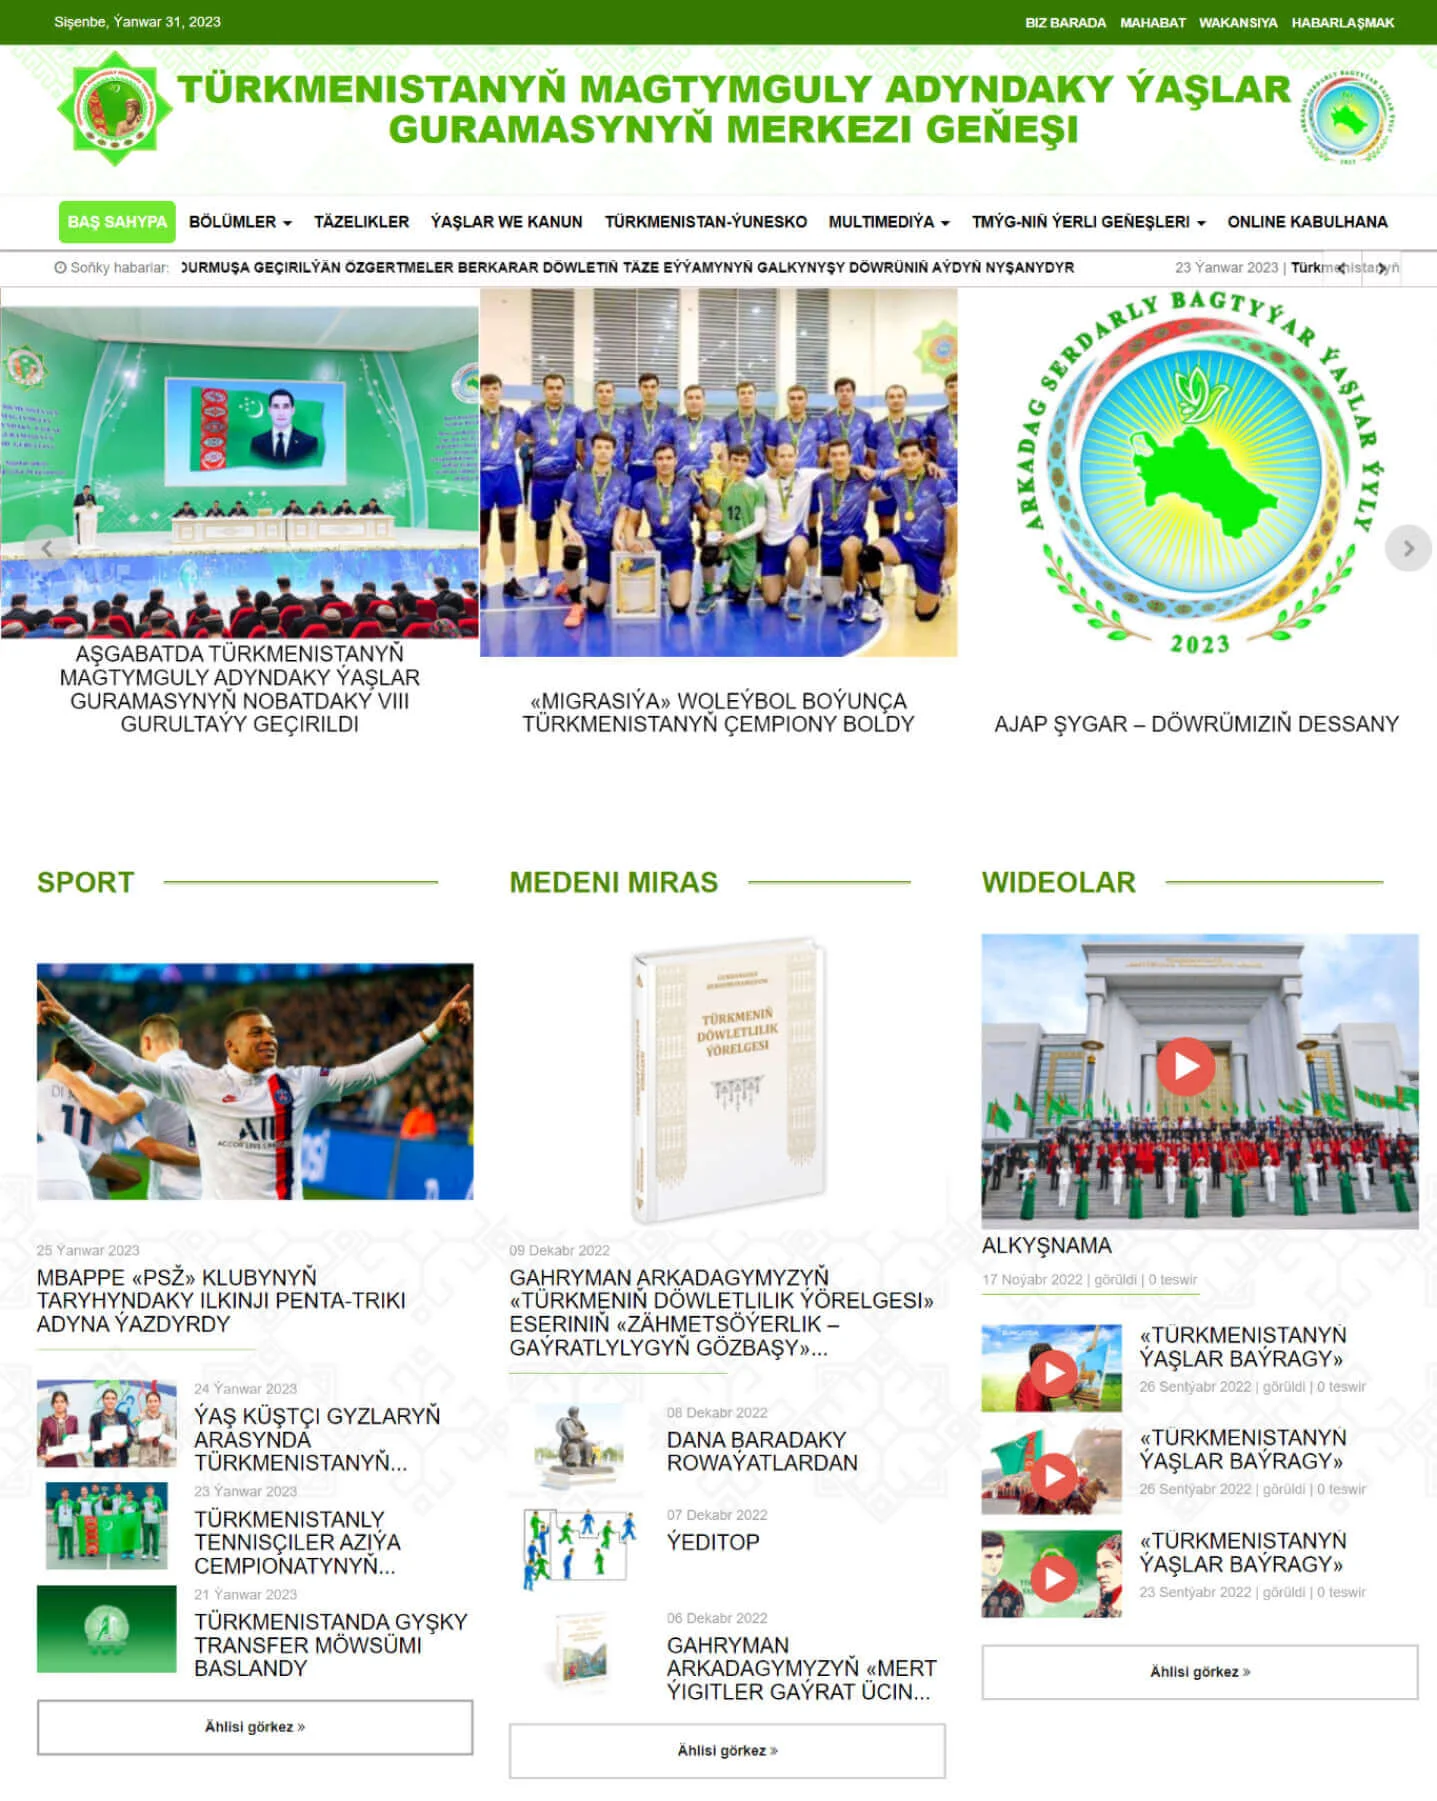 Sişenbe, Ýanwar 31, 2023
BIZ BARADA MAHABAT WAKANSIYA HABARLAŞMAK
TÜRKMENISTANYŇ MAGTYMGULY ADYNDAKY ÝAŞLAR
GURAMASYNYŇ MERKEZI GEŇEŞI
BAŞ SAHYPA BÖLÜMLER TÄZELIKLER ÝAŞLAR WE KANUN TÜRKMENISTAN-ÝUNESKO MULTIMEDIÝA TMÝG-NIŇ ÝERLI GEŇEŞLERI ONLINE KABULHANA
Soňky habarlar: DURMUŞA GEÇIRILÝÄN ÖZGERTMELER BERKARAR DÖWLETIŇ TÄZE EÝÝAMYNYŇ GALKYNYŞY DÖWRÜNIŇ AÝDYŇ NYŞANYDYR 23 Ýanwar 2023 | Türkmenistanyň
ARKADAG SERDARLY BAGTYÝAR ÝAŞLAR ÝYLY
2023
12
AŞGABATDA TÜRKMENISTANYŇ
MAGTYMGULY ADYNDAKY ÝAŞLAR
GURAMASYNYŇ NOBATDAKY VIII
GURULTAÝY GEÇIRILDI
«MIGRASIÝA» WOLEÝBOL BOÝUNÇA
TÜRKMENISTANYŇ ÇEMPIONY BOLDY
AJAP ŞYGAR – DÖWRÜMIZIŇ DESSANY
SPORT
DI
11
25 Ýanwar 2023
MBAPPE «PSŽ» KLUBYNYŇ
TARYHYNDAKY ILKINJI PENTA-TRIKI
ADYNA ÝAZDYRDY
24 Ýanwar 2023
ÝAŞ KÜŞTÇI GYZLARYŇ
ARASYNDA
TÜRKMENISTANYŇ...
23 Ýanwar 2023
TÜRKMENISTANLY
TENNISÇILER AZIÝA
CEMPIONATYNYŇ...
21 Ýanwar 2023
TÜRKMENISTANDA GYŞKY
TRANSFER MÖWSÜMI
BASLANDY
Ählisi görkez »
MEDENI MIRAS
TÜRKMENIŇ
DÖWLETLILIK
ÝÖRELGESI
09 Dekabr 2022
GAHRYMAN ARKADAGYMYZYŇ
«TÜRKMENIŇ DÖWLETLILIK ÝÖRELGESI»
ESERINIŇ «ZÄHMETSÖÝERLIK –
GAÝRATLYLYGYŇ GÖZBAŞY»...
08 Dekabr 2022
DANA BARADAKY
ROWAÝATLARDAN
07 Dekabr 2022
ÝEDITOP
06 Dekabr 2022
GAHRYMAN
ARKADAGYMYZYŇ «MERT
ÝIGITLER GAÝRAT ÜCIN...
Ählisi görkez »
WIDEOLAR
ALKYŞNAMA
17 Noýabr 2022 | görüldi | 0 teswir
«TÜRKMENISTANYŇ
ÝAŞLAR BAÝRAGY»
26 Sentýabr 2022 | görüldi | 0 teswir
«TÜRKMENISTANYŇ
ÝAŞLAR BAÝRAGY»
26 Sentýabr 2022 | görüldi | 0 teswir
«TÜRKMENISTANYŇ
ÝAŞLAR BAÝRAGY»
23 Sentýabr 2022 | görüldi | 0 teswir
Ählisi görkez »